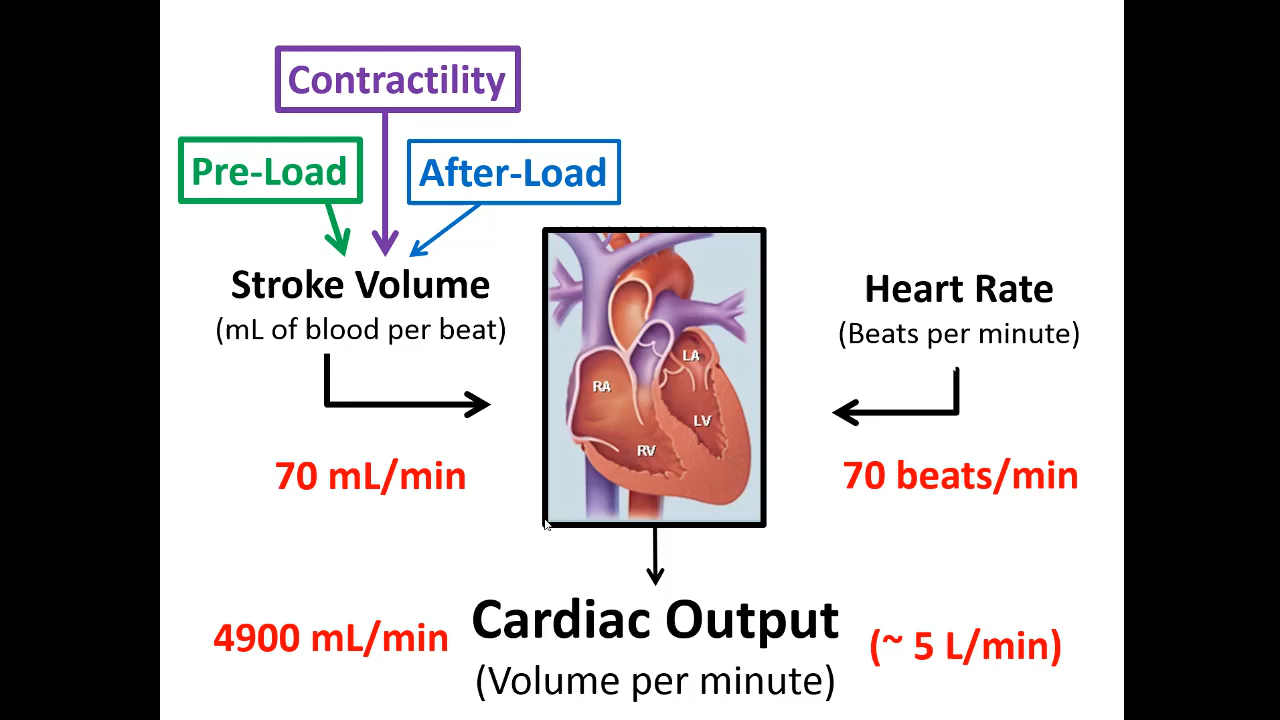 Contractility
Pre-Load
After-Load
Stroke Volume
(mL of blood per beat)
Heart Rate
(Beats per minute)
LA
RA
LV
RV
70 mL/min
70 beats/min
4900 mL/min
Cardiac Output
(~ 5 L/min)
(Volume per minute)